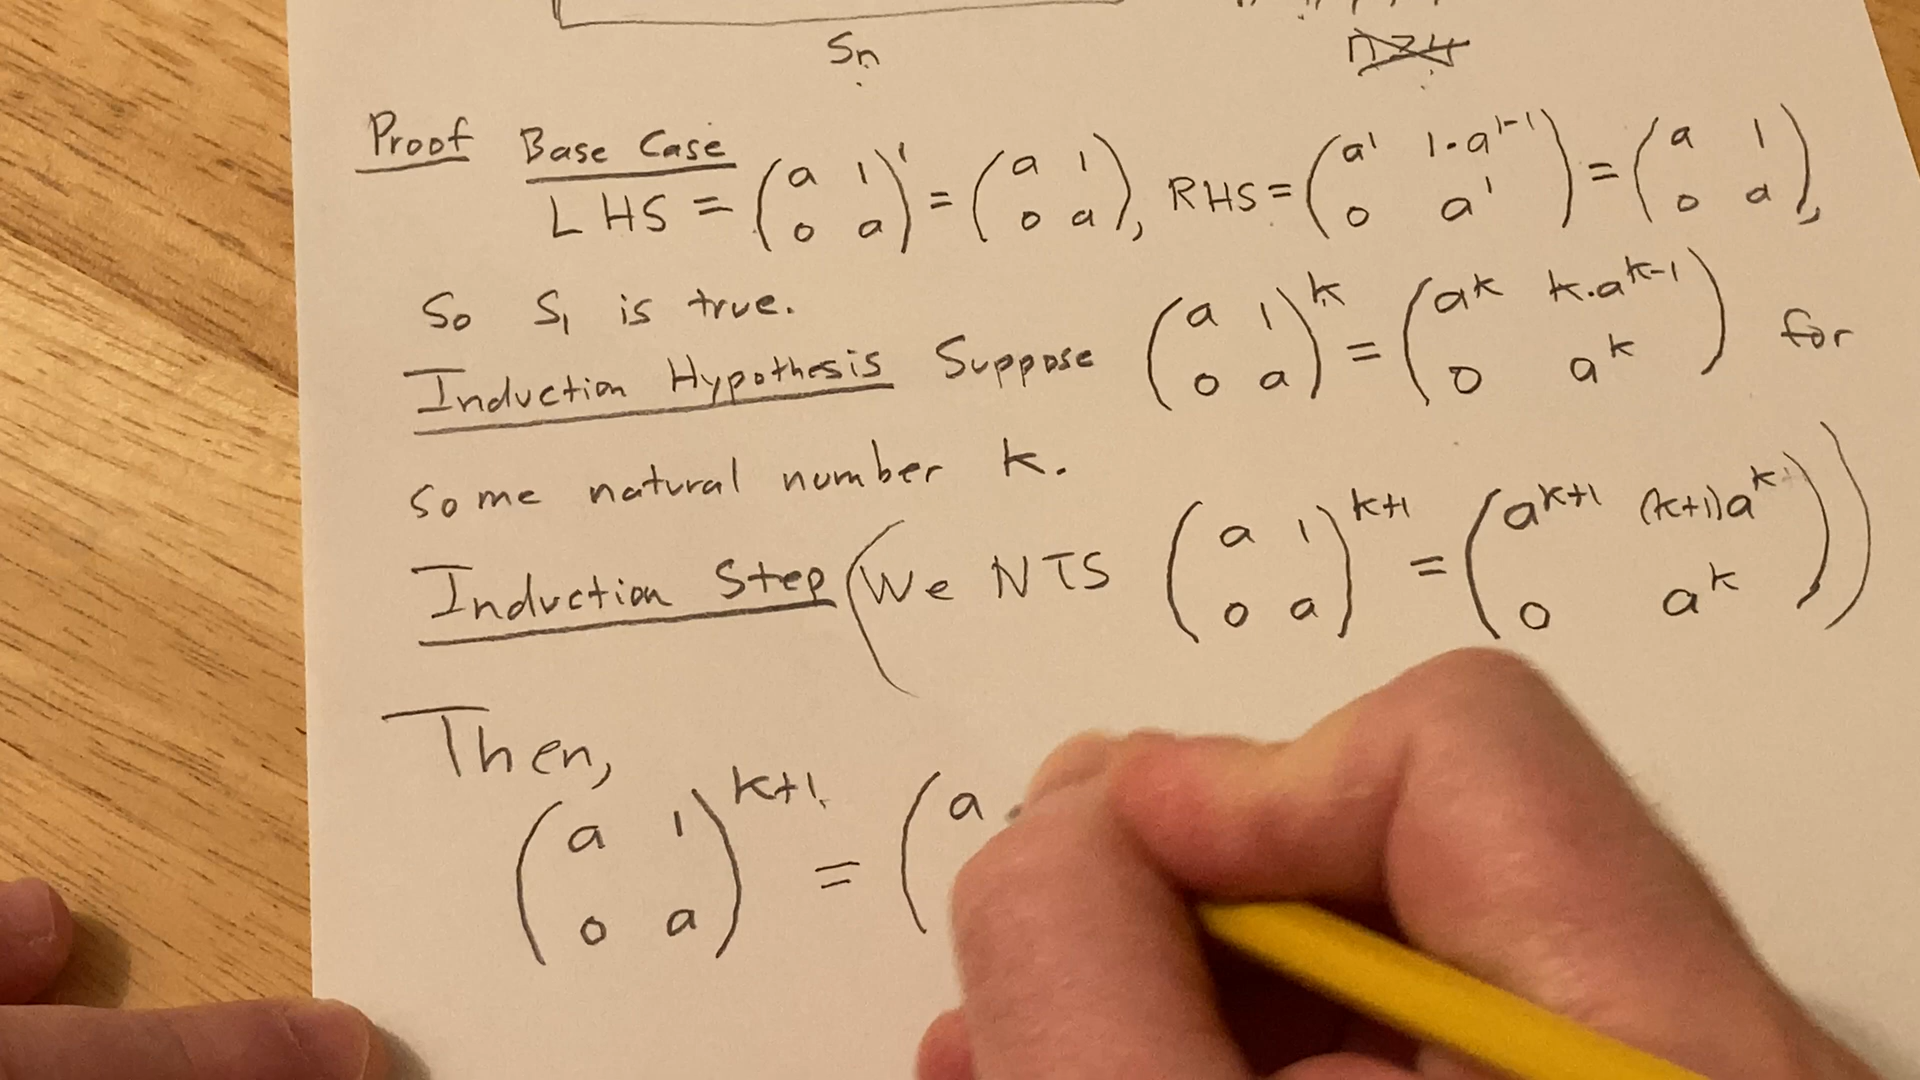 Sn
n≥4
Proof Base Case
LHS = (a 1; 0 a)^1 = (a 1; 0 a), RHS = (a^1 1·a^(1-1); 0 a^1) = (a 1; 0 a),
So S₁ is true.
Induction Hypothesis Suppose (a 1; 0 a)^k = (a^k k·a^(k-1); 0 a^k) for
some natural number k.
Induction Step (We NTS (a 1; 0 a)^(k+1) = (a^(k+1) (k+1)a^k; 0 a^k))
Then,
(a 1; 0 a)^(k+1) = (a